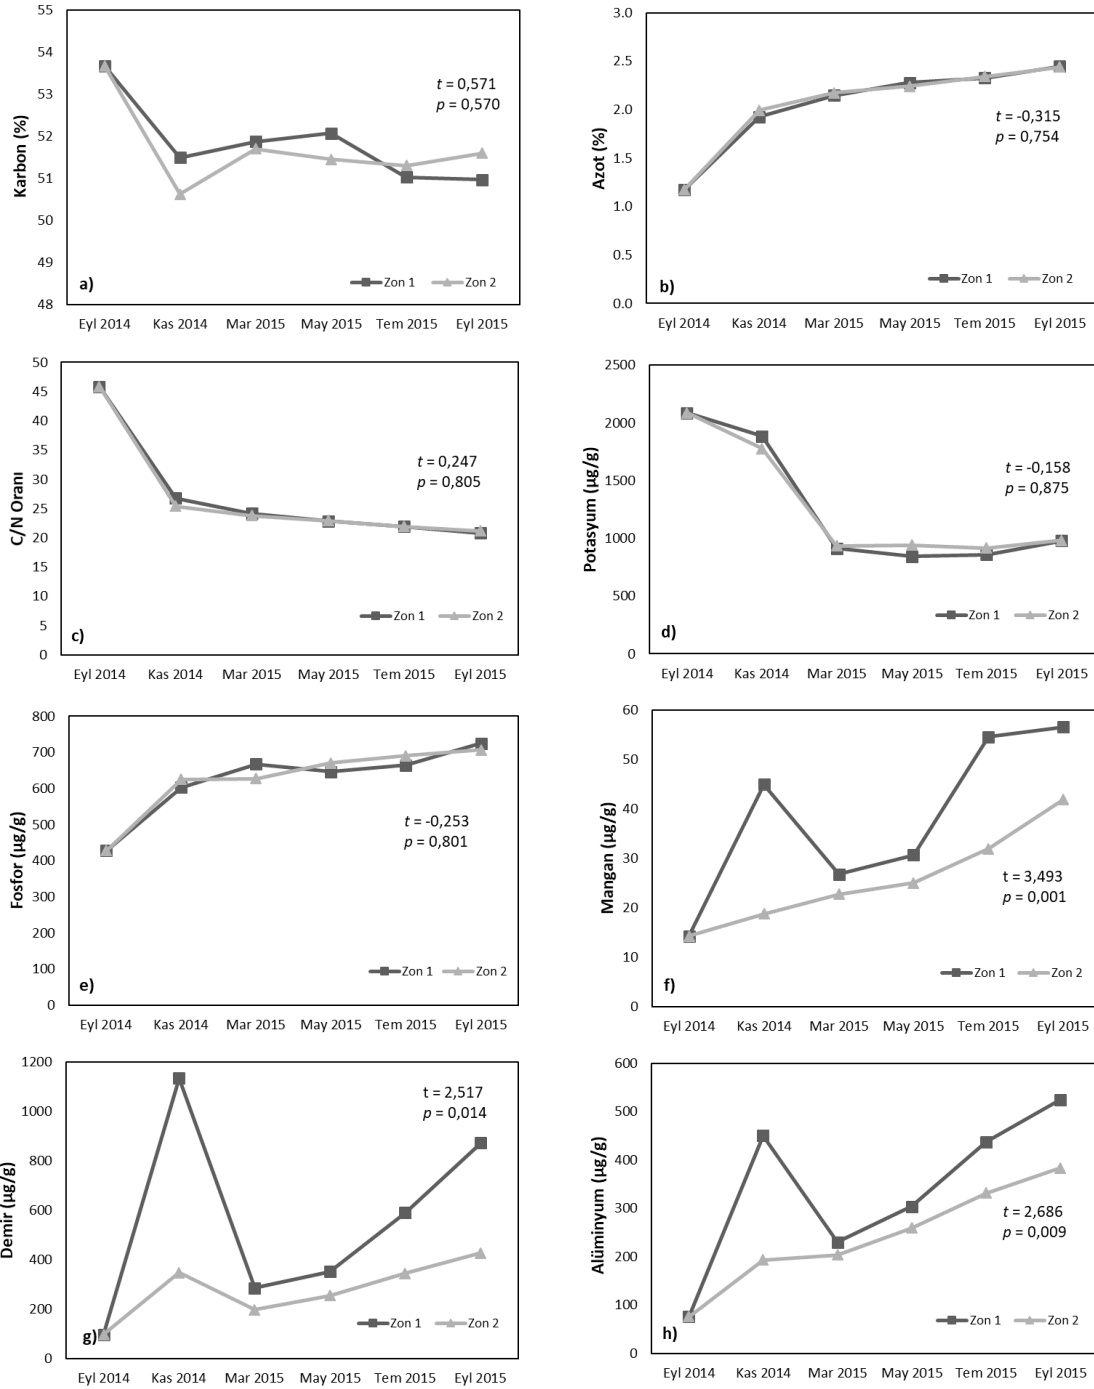 55
54
53
52
51
50
49
48
Karbon (%)
t = 0,571
p = 0,570
Zon 1
Zon 2
a)
Eyl 2014
Kas 2014
Mar 2015
May 2015
Tem 2015
Eyl 2015
3.0
2.5
2.0
1.5
1.0
0.5
0.0
Azot (%)
t = -0,315
p = 0,754
Zon 1
Zon 2
b)
Eyl 2014
Kas 2014
Mar 2015
May 2015
Tem 2015
Eyl 2015
50
45
40
35
30
25
20
15
10
5
0
C/N Oranı
t = 0,247
p = 0,805
Zon 1
Zon 2
c)
Eyl 2014
Kas 2014
Mar 2015
May 2015
Tem 2015
Eyl 2015
2500
2000
1500
1000
500
0
Potasyum (µg/g)
t = -0,158
p = 0,875
Zon 1
Zon 2
d)
Eyl 2014
Kas 2014
Mar 2015
May 2015
Tem 2015
Eyl 2015
800
700
600
500
400
300
200
100
0
Fosfor (µg/g)
t = -0,253
p = 0,801
Zon 1
Zon 2
e)
Eyl 2014
Kas 2014
Mar 2015
May 2015
Tem 2015
Eyl 2015
60
50
40
30
20
10
0
Mangan (µg/g)
t = 3,493
p = 0,001
Zon 1
Zon 2
f)
Eyl 2014
Kas 2014
Mar 2015
May 2015
Tem 2015
Eyl 2015
1200
1000
800
600
400
200
0
Demir (µg/g)
t = 2,517
p = 0,014
Zon 1
Zon 2
g)
Eyl 2014
Kas 2014
Mar 2015
May 2015
Tem 2015
Eyl 2015
600
500
400
300
200
100
0
Alüminyum (µg/g)
t = 2,686
p = 0,009
Zon 1
Zon 2
h)
Eyl 2014
Kas 2014
Mar 2015
May 2015
Tem 2015
Eyl 2015